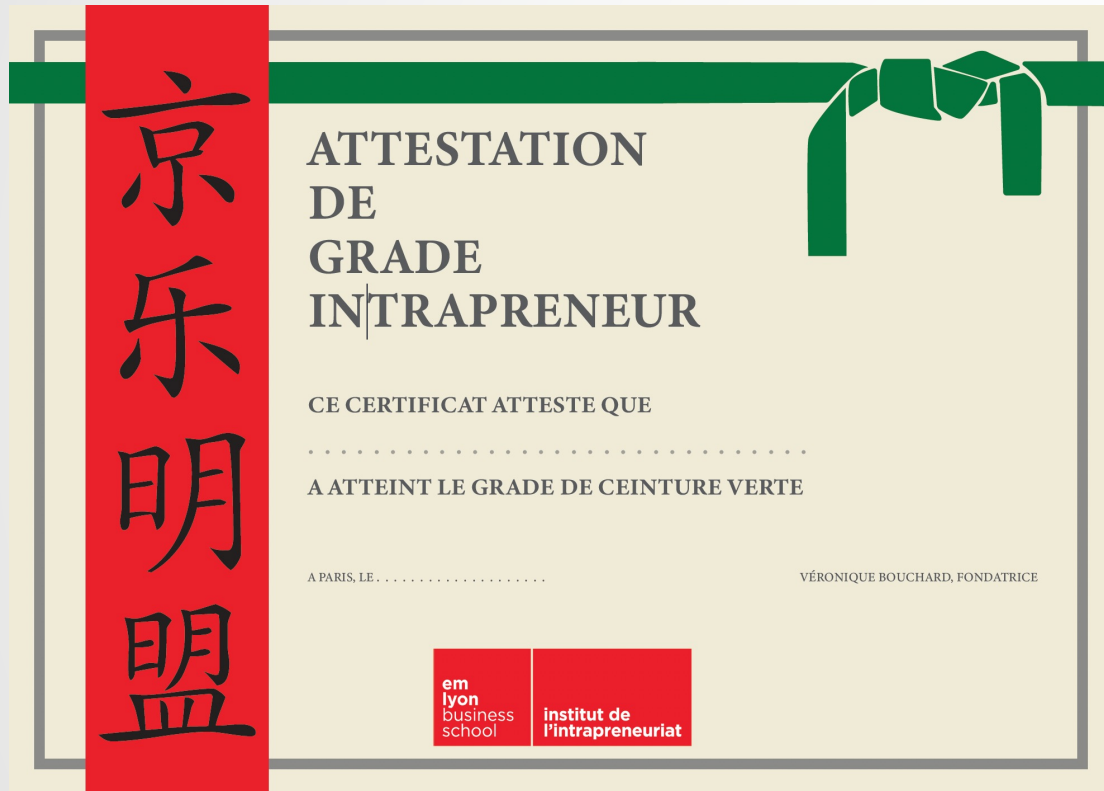 京乐明盟
ATTESTATION
DE
GRADE
INTRAPRENEUR
CE CERTIFICAT ATTESTE QUE
. . . . . . . . . . . . . . . . . . . . . . . . . . . . . . .
A ATTEINT LE GRADE DE CEINTURE VERTE
A PARIS, LE . . . . . . . . . . . . . . . . . . . .
VÉRONIQUE BOUCHARD, FONDATRICE
em
lyon
business
school
institut de
l'intrapreneuriat